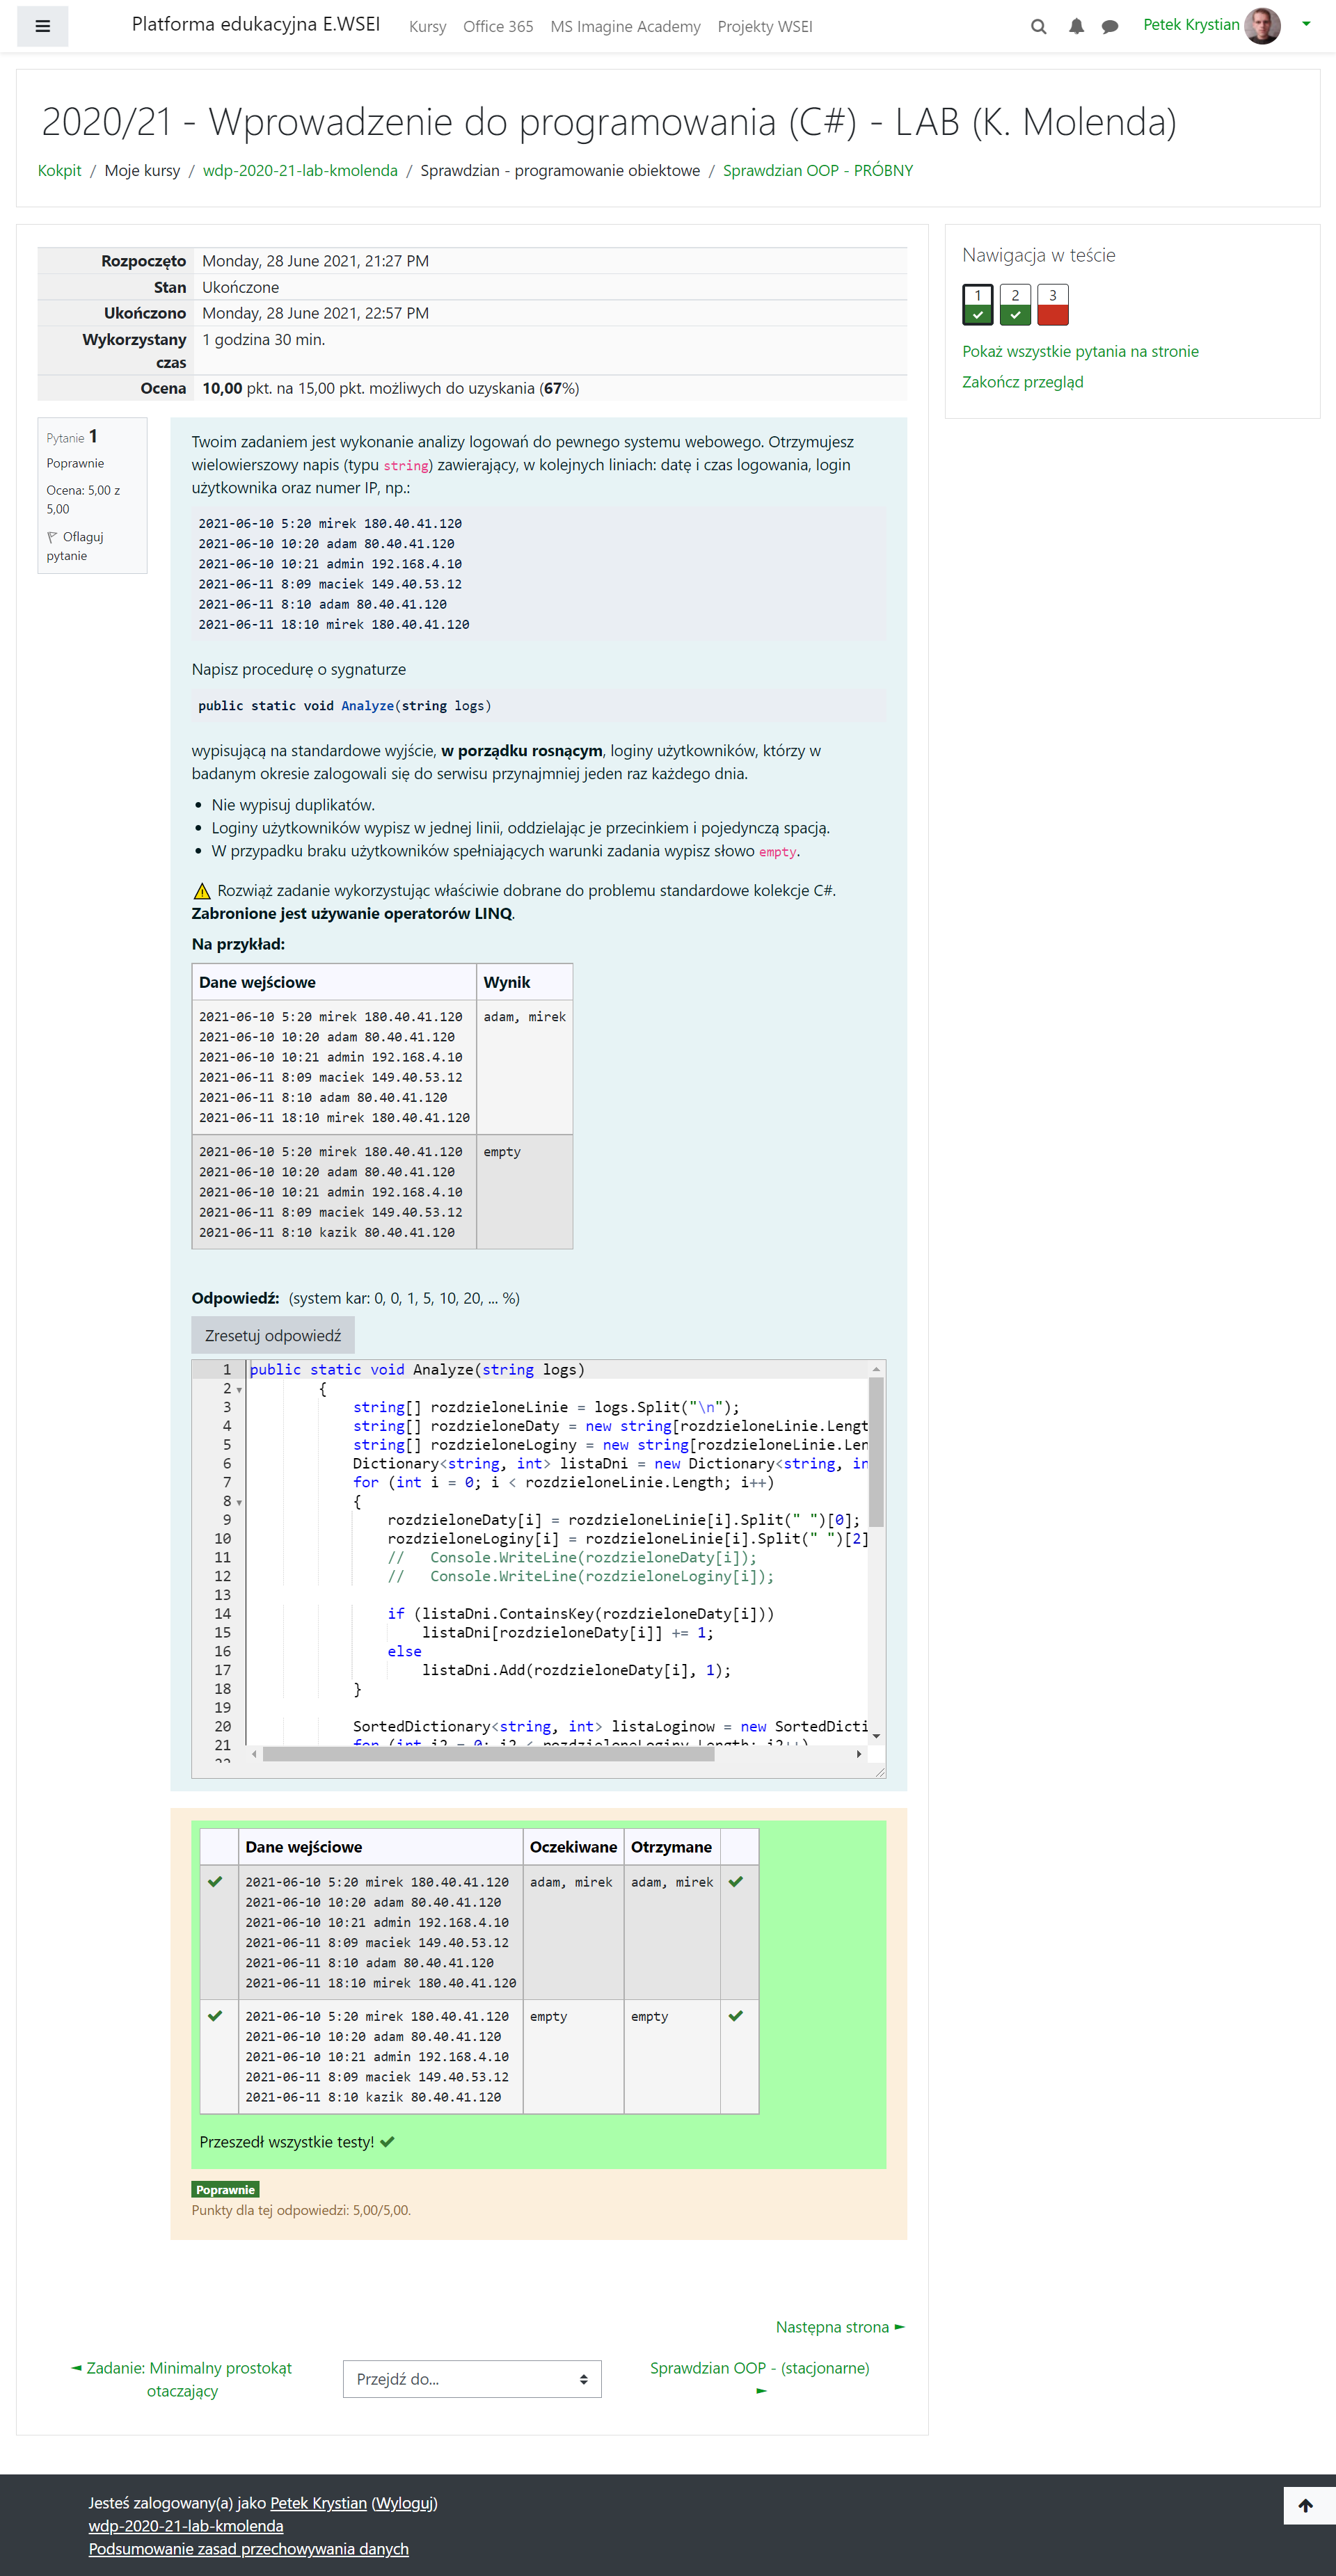 Platforma edukacyjna E.WSEI Kursy Office 365 MS Imagine Academy Projekty WSEI Petek Krystian
2020/21 - Wprowadzenie do programowania (C#) - LAB (K. Molenda)
Kokpit / Moje kursy / wdp-2020-21-lab-kmolenda / Sprawdzian - programowanie obiektowe / Sprawdzian OOP - PRÓBNY
Rozpoczęto Monday, 28 June 2021, 21:27 PM
Stan Ukończone
Ukończono Monday, 28 June 2021, 22:57 PM
Wykorzystany czas 1 godzina 30 min.
Ocena 10,00 pkt. na 15,00 pkt. możliwych do uzyskania (67%)
Nawigacja w teście
1 2 3
Pokaż wszystkie pytania na stronie
Zakończ przegląd
Pytanie 1
Poprawnie
Ocena: 5,00 z
5,00
Oflaguj
pytanie
Twoim zadaniem jest wykonanie analizy logowań do pewnego systemu webowego. Otrzymujesz
wielowierszowy napis (typu string) zawierający, w kolejnych liniach: datę i czas logowania, login
użytkownika oraz numer IP, np.:
2021-06-10 5:20 mirek 180.40.41.120
2021-06-10 10:20 adam 80.40.41.120
2021-06-10 10:21 admin 192.168.4.10
2021-06-11 8:09 maciek 149.40.53.12
2021-06-11 8:10 adam 80.40.41.120
2021-06-11 18:10 mirek 180.40.41.120
Napisz procedurę o sygnaturze
public static void Analyze(string logs)
wypisującą na standardowe wyjście, w porządku rosnącym, loginy użytkowników, którzy w
badanym okresie zalogowali się do serwisu przynajmniej jeden raz każdego dnia.
• Nie wypisuj duplikatów.
• Loginy użytkowników wypisz w jednej linii, oddzielając je przecinkiem i pojedynczą spacją.
• W przypadku braku użytkowników spełniających warunki zadania wypisz słowo empty.
⚠ Rozwiąż zadanie wykorzystując właściwie dobrane do problemu standardowe kolekcje C#.
Zabronione jest używanie operatorów LINQ.
Na przykład:
Dane wejściowe Wynik
2021-06-10 5:20 mirek 180.40.41.120 adam, mirek
2021-06-10 10:20 adam 80.40.41.120
2021-06-10 10:21 admin 192.168.4.10
2021-06-11 8:09 maciek 149.40.53.12
2021-06-11 8:10 adam 80.40.41.120
2021-06-11 18:10 mirek 180.40.41.120
2021-06-10 5:20 mirek 180.40.41.120 empty
2021-06-10 10:20 adam 80.40.41.120
2021-06-10 10:21 admin 192.168.4.10
2021-06-11 8:09 maciek 149.40.53.12
2021-06-11 8:10 kazik 80.40.41.120
Odpowiedź: (system kar: 0, 0, 1, 5, 10, 20, ... %)
Zresetuj odpowiedź
1 public static void Analyze(string logs)
2 {
3 string[] rozdzieloneLinie = logs.Split("\n");
4 string[] rozdzieloneDaty = new string[rozdzieloneLinie.Lengt
5 string[] rozdzieloneLoginy = new string[rozdzieloneLinie.Len
6 Dictionary<string, int> listaDni = new Dictionary<string, in
7 for (int i = 0; i < rozdzieloneLinie.Length; i++)
8 {
9 rozdzieloneDaty[i] = rozdzieloneLinie[i].Split(" ")[0];
10 rozdzieloneLoginy[i] = rozdzieloneLinie[i].Split(" ")[2]
11 // Console.WriteLine(rozdzieloneDaty[i]);
12 // Console.WriteLine(rozdzieloneLoginy[i]);
13
14 if (listaDni.ContainsKey(rozdzieloneDaty[i]))
15 listaDni[rozdzieloneDaty[i]] += 1;
16 else
17 listaDni.Add(rozdzieloneDaty[i], 1);
18 }
19
20 SortedDictionary<string, int> listaLoginow = new SortedDicti
21 for (int i2 = 0; i2 < rozdzieloneLoginy.Length; i2++)
Dane wejściowe Oczekiwane Otrzymane
2021-06-10 5:20 mirek 180.40.41.120 adam, mirek adam, mirek
2021-06-10 10:20 adam 80.40.41.120
2021-06-10 10:21 admin 192.168.4.10
2021-06-11 8:09 maciek 149.40.53.12
2021-06-11 8:10 adam 80.40.41.120
2021-06-11 18:10 mirek 180.40.41.120
2021-06-10 5:20 mirek 180.40.41.120 empty empty
2021-06-10 10:20 adam 80.40.41.120
2021-06-10 10:21 admin 192.168.4.10
2021-06-11 8:09 maciek 149.40.53.12
2021-06-11 8:10 kazik 80.40.41.120
Przeszedł wszystkie testy!
Poprawnie
Punkty dla tej odpowiedzi: 5,00/5,00.
Następna strona ►
◄ Zadanie: Minimalny prostokąt
otaczający
Przejdź do...
Sprawdzian OOP - (stacjonarne)
►
Jesteś zalogowany(a) jako Petek Krystian (Wyloguj)
wdp-2020-21-lab-kmolenda
Podsumowanie zasad przechowywania danych